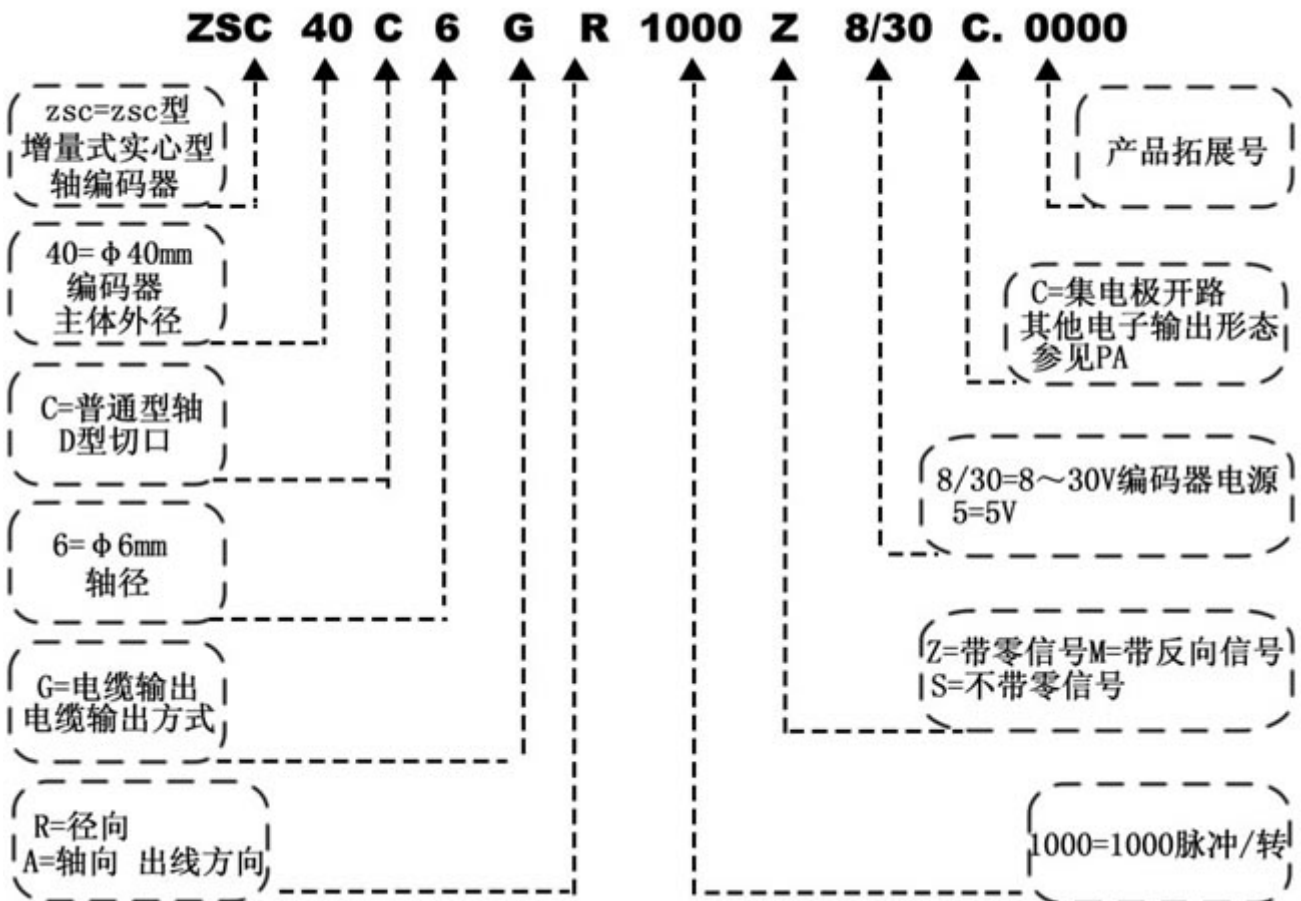 ZSC 40 C 6 G R 1000 Z 8/30 C. 0000
zsc=zsc型
增量式实心型
轴编码器
40=φ40mm
编码器
主体外径
C=普通型轴
D型切口
6=φ6mm
轴径
G=电缆输出
电缆输出方式
R=径向
A=轴向 出线方向
产品拓展号
C=集电极开路
其他电子输出形态
参见PA
8/30=8～30V编码器电源
5=5V
Z=带零信号M=带反向信号
S=不带零信号
1000=1000脉冲/转